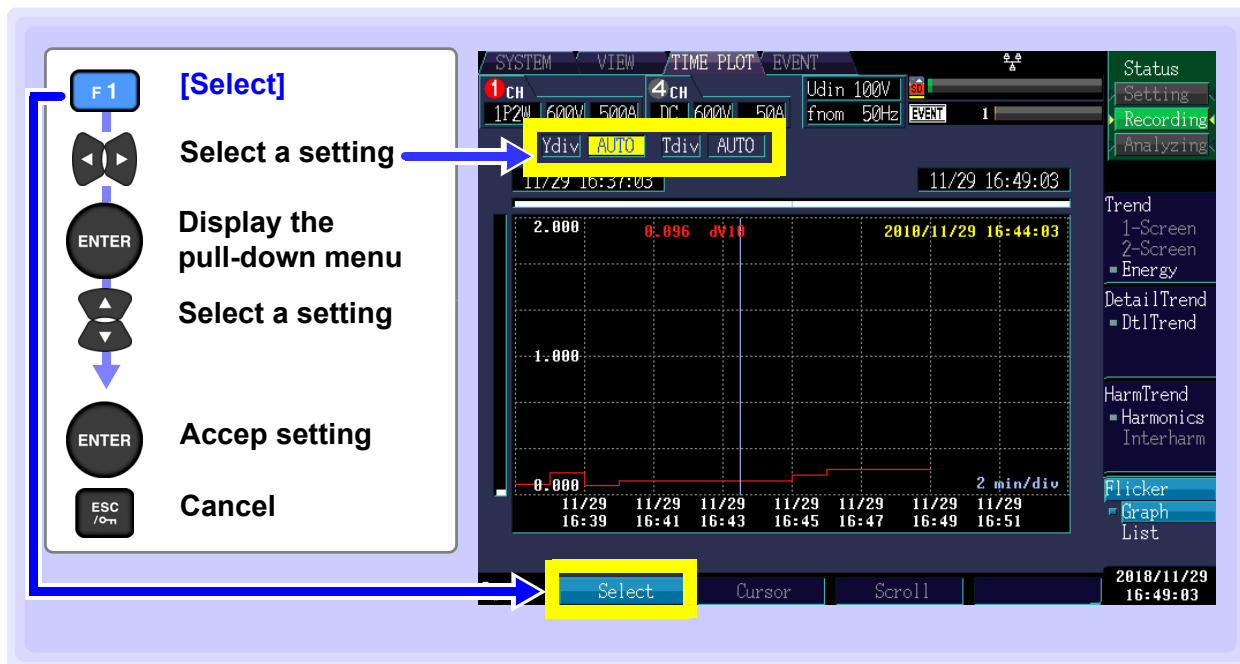 F1
[Select]
Select a setting
ENTER
Display the
pull-down menu
Select a setting
ENTER
Accep setting
ESC
Cancel
SYSTEM VIEW TIME PLOT EVENT
1 CH 4 CH Udin 100V SD
1P2W 600V 500A DC 600V 50A fnom 50Hz EVENT 1
Ydiv AUTO Tdiv AUTO
11/29 16:37:03 11/29 16:49:03
2.000 0.096 dV10 2010/11/29 16:44:03
1.000
0.000 2 min/div
11/29 11/29 11/29 11/29 11/29 11/29 11/29
16:39 16:41 16:43 16:45 16:47 16:49 16:51
Select Cursor Scroll
Status
Setting
Recording
Analyzing
Trend
1-Screen
2-Screen
Energy
DetailTrend
DtlTrend
HarmTrend
Harmonics
Interharm
Flicker
Graph
List
2018/11/29
16:49:03